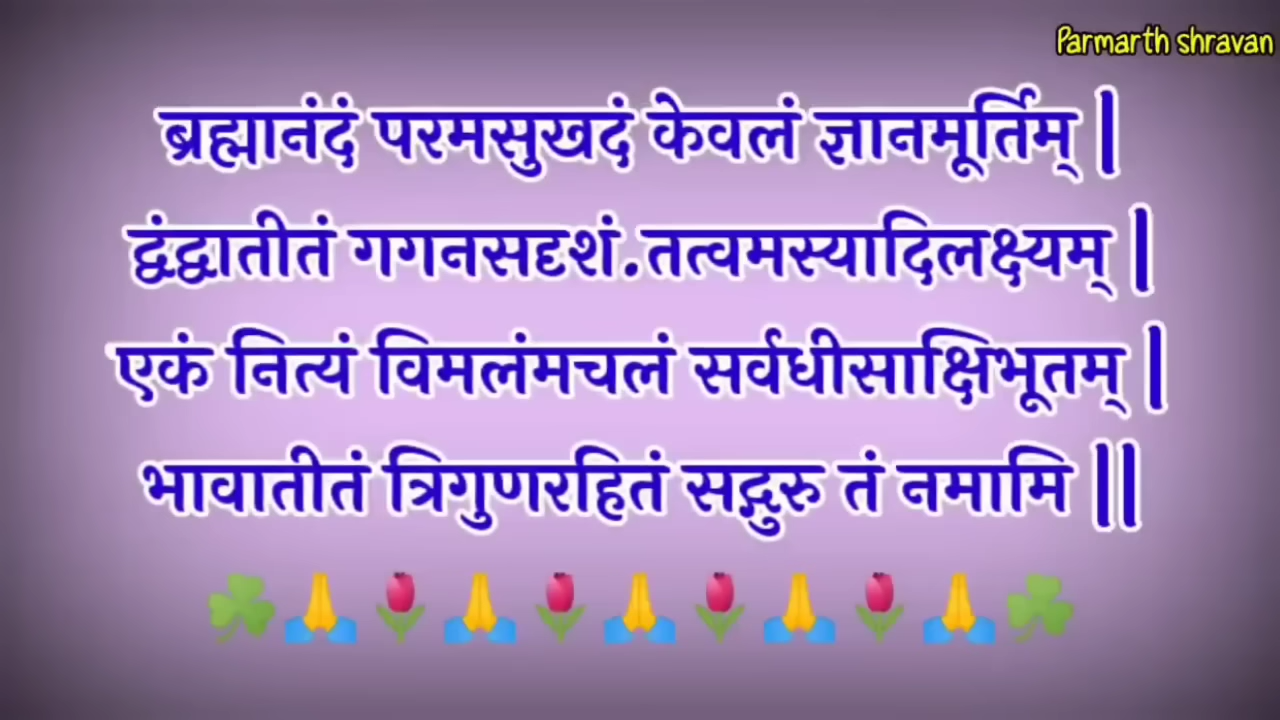 Parmarth shravan
ब्रह्मानंदं परमसुखदं केवलं ज्ञानमूर्तिम् |
द्वंद्वातीतं गगनसदृशं.तत्वमस्यादिलक्ष्यम् |
एकं नित्यं विमलंमचलं सर्वधीसाक्षिभूतम् |
भावातीतं त्रिगुणरहितं सद्गुरु तं नमामि ||